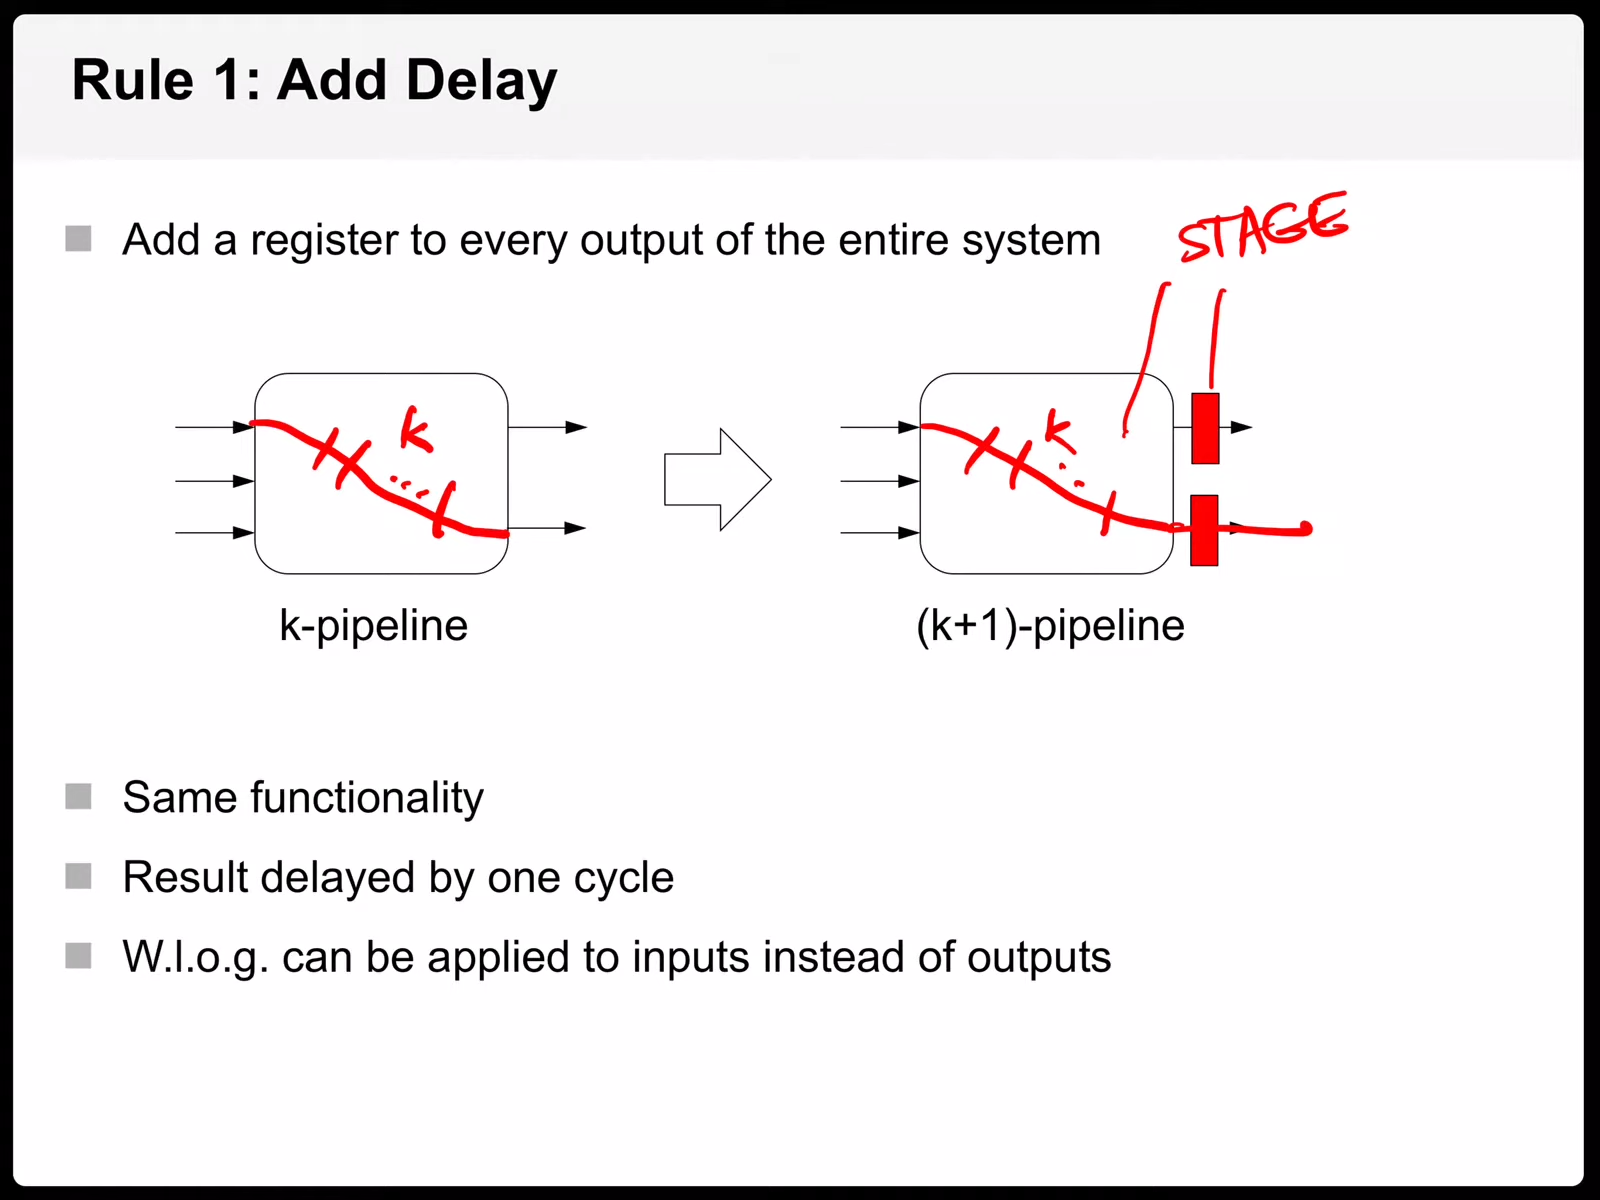 Rule 1: Add Delay
Add a register to every output of the entire system
STAGE
k
k
k-pipeline
(k+1)-pipeline
Same functionality
Result delayed by one cycle
W.l.o.g. can be applied to inputs instead of outputs